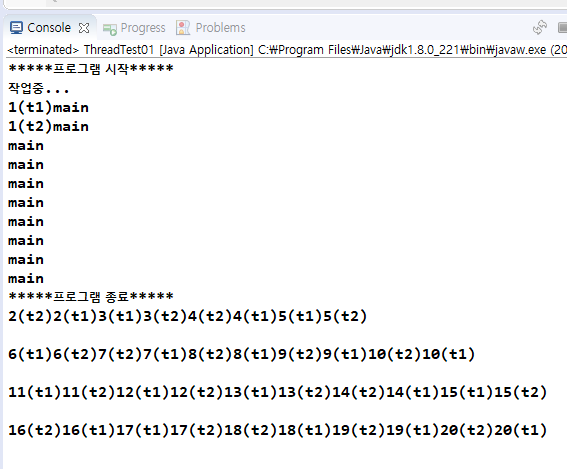 Console Progress Problems
<terminated> ThreadTest01 [Java Application] C:₩Program Files₩Java₩jdk1.8.0_221₩bin₩javaw.exe (20
*****프로그램 시작*****
작업중...
1(t1)main
1(t2)main
main
main
main
main
main
main
main
main
*****프로그램 종료*****
2(t2)2(t1)3(t1)3(t2)4(t2)4(t1)5(t1)5(t2)
6(t1)6(t2)7(t2)7(t1)8(t2)8(t1)9(t2)9(t1)10(t2)10(t1)
11(t1)11(t2)12(t1)12(t2)13(t1)13(t2)14(t2)14(t1)15(t1)15(t2)
16(t2)16(t1)17(t1)17(t2)18(t2)18(t1)19(t2)19(t1)20(t2)20(t1)